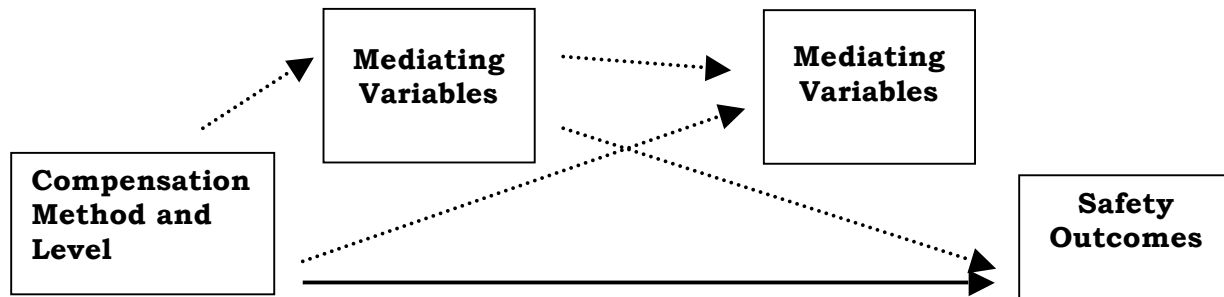 Mediating
Variables
Mediating
Variables
Compensation
Method and
Level
Safety
Outcomes